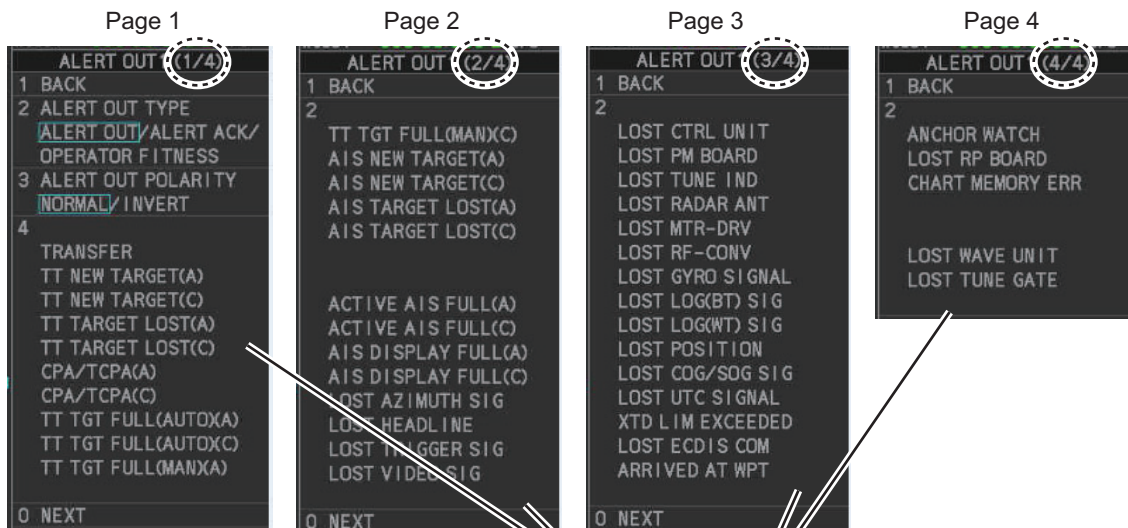 Page 1
ALERT OUT1 (1/4)
1 BACK
2 ALERT OUT TYPE
ALERT OUT/ALERT ACK/
OPERATOR FITNESS
3 ALERT OUT POLARITY
NORMAL/INVERT
4
TRANSFER
TT NEW TARGET(A)
TT NEW TARGET(C)
TT TARGET LOST(A)
TT TARGET LOST(C)
CPA/TCPA(A)
CPA/TCPA(C)
TT TGT FULL(AUTO)(A)
TT TGT FULL(AUTO)(C)
TT TGT FULL(MAN)(A)
0 NEXT
Page 2
ALERT OUT1 (2/4)
1 BACK
2
TT TGT FULL(MAN)(C)
AIS NEW TARGET(A)
AIS NEW TARGET(C)
AIS TARGET LOST(A)
AIS TARGET LOST(C)
ACTIVE AIS FULL(A)
ACTIVE AIS FULL(C)
AIS DISPLAY FULL(A)
AIS DISPLAY FULL(C)
LOST AZIMUTH SIG
LOST HEADLINE
LOST TRIGGER SIG
LOST VIDEO SIG
0 NEXT
Page 3
ALERT OUT1 (3/4)
1 BACK
2
LOST CTRL UNIT
LOST PM BOARD
LOST TUNE IND
LOST RADAR ANT
LOST MTR-DRV
LOST RF-CONV
LOST GYRO SIGNAL
LOST LOG(BT) SIG
LOST LOG(WT) SIG
LOST POSITION
LOST COG/SOG SIG
LOST UTC SIGNAL
XTD LIM EXCEEDED
LOST ECDIS COM
ARRIVED AT WPT
0 NEXT
Page 4
ALERT OUT1 (4/4)
1 BACK
2
ANCHOR WATCH
LOST RP BOARD
CHART MEMORY ERR
LOST WAVE UNIT
LOST TUNE GATE